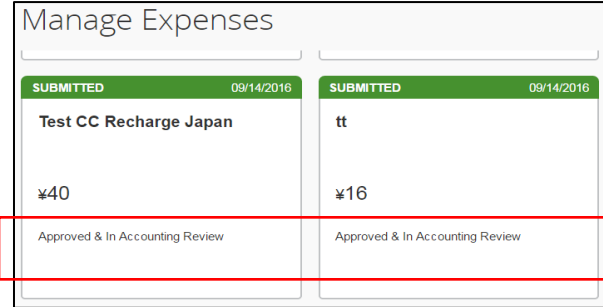 Manage Expenses
SUBMITTED 09/14/2016
Test CC Recharge Japan
¥40
Approved & In Accounting Review
SUBMITTED 09/14/2016
tt
¥16
Approved & In Accounting Review